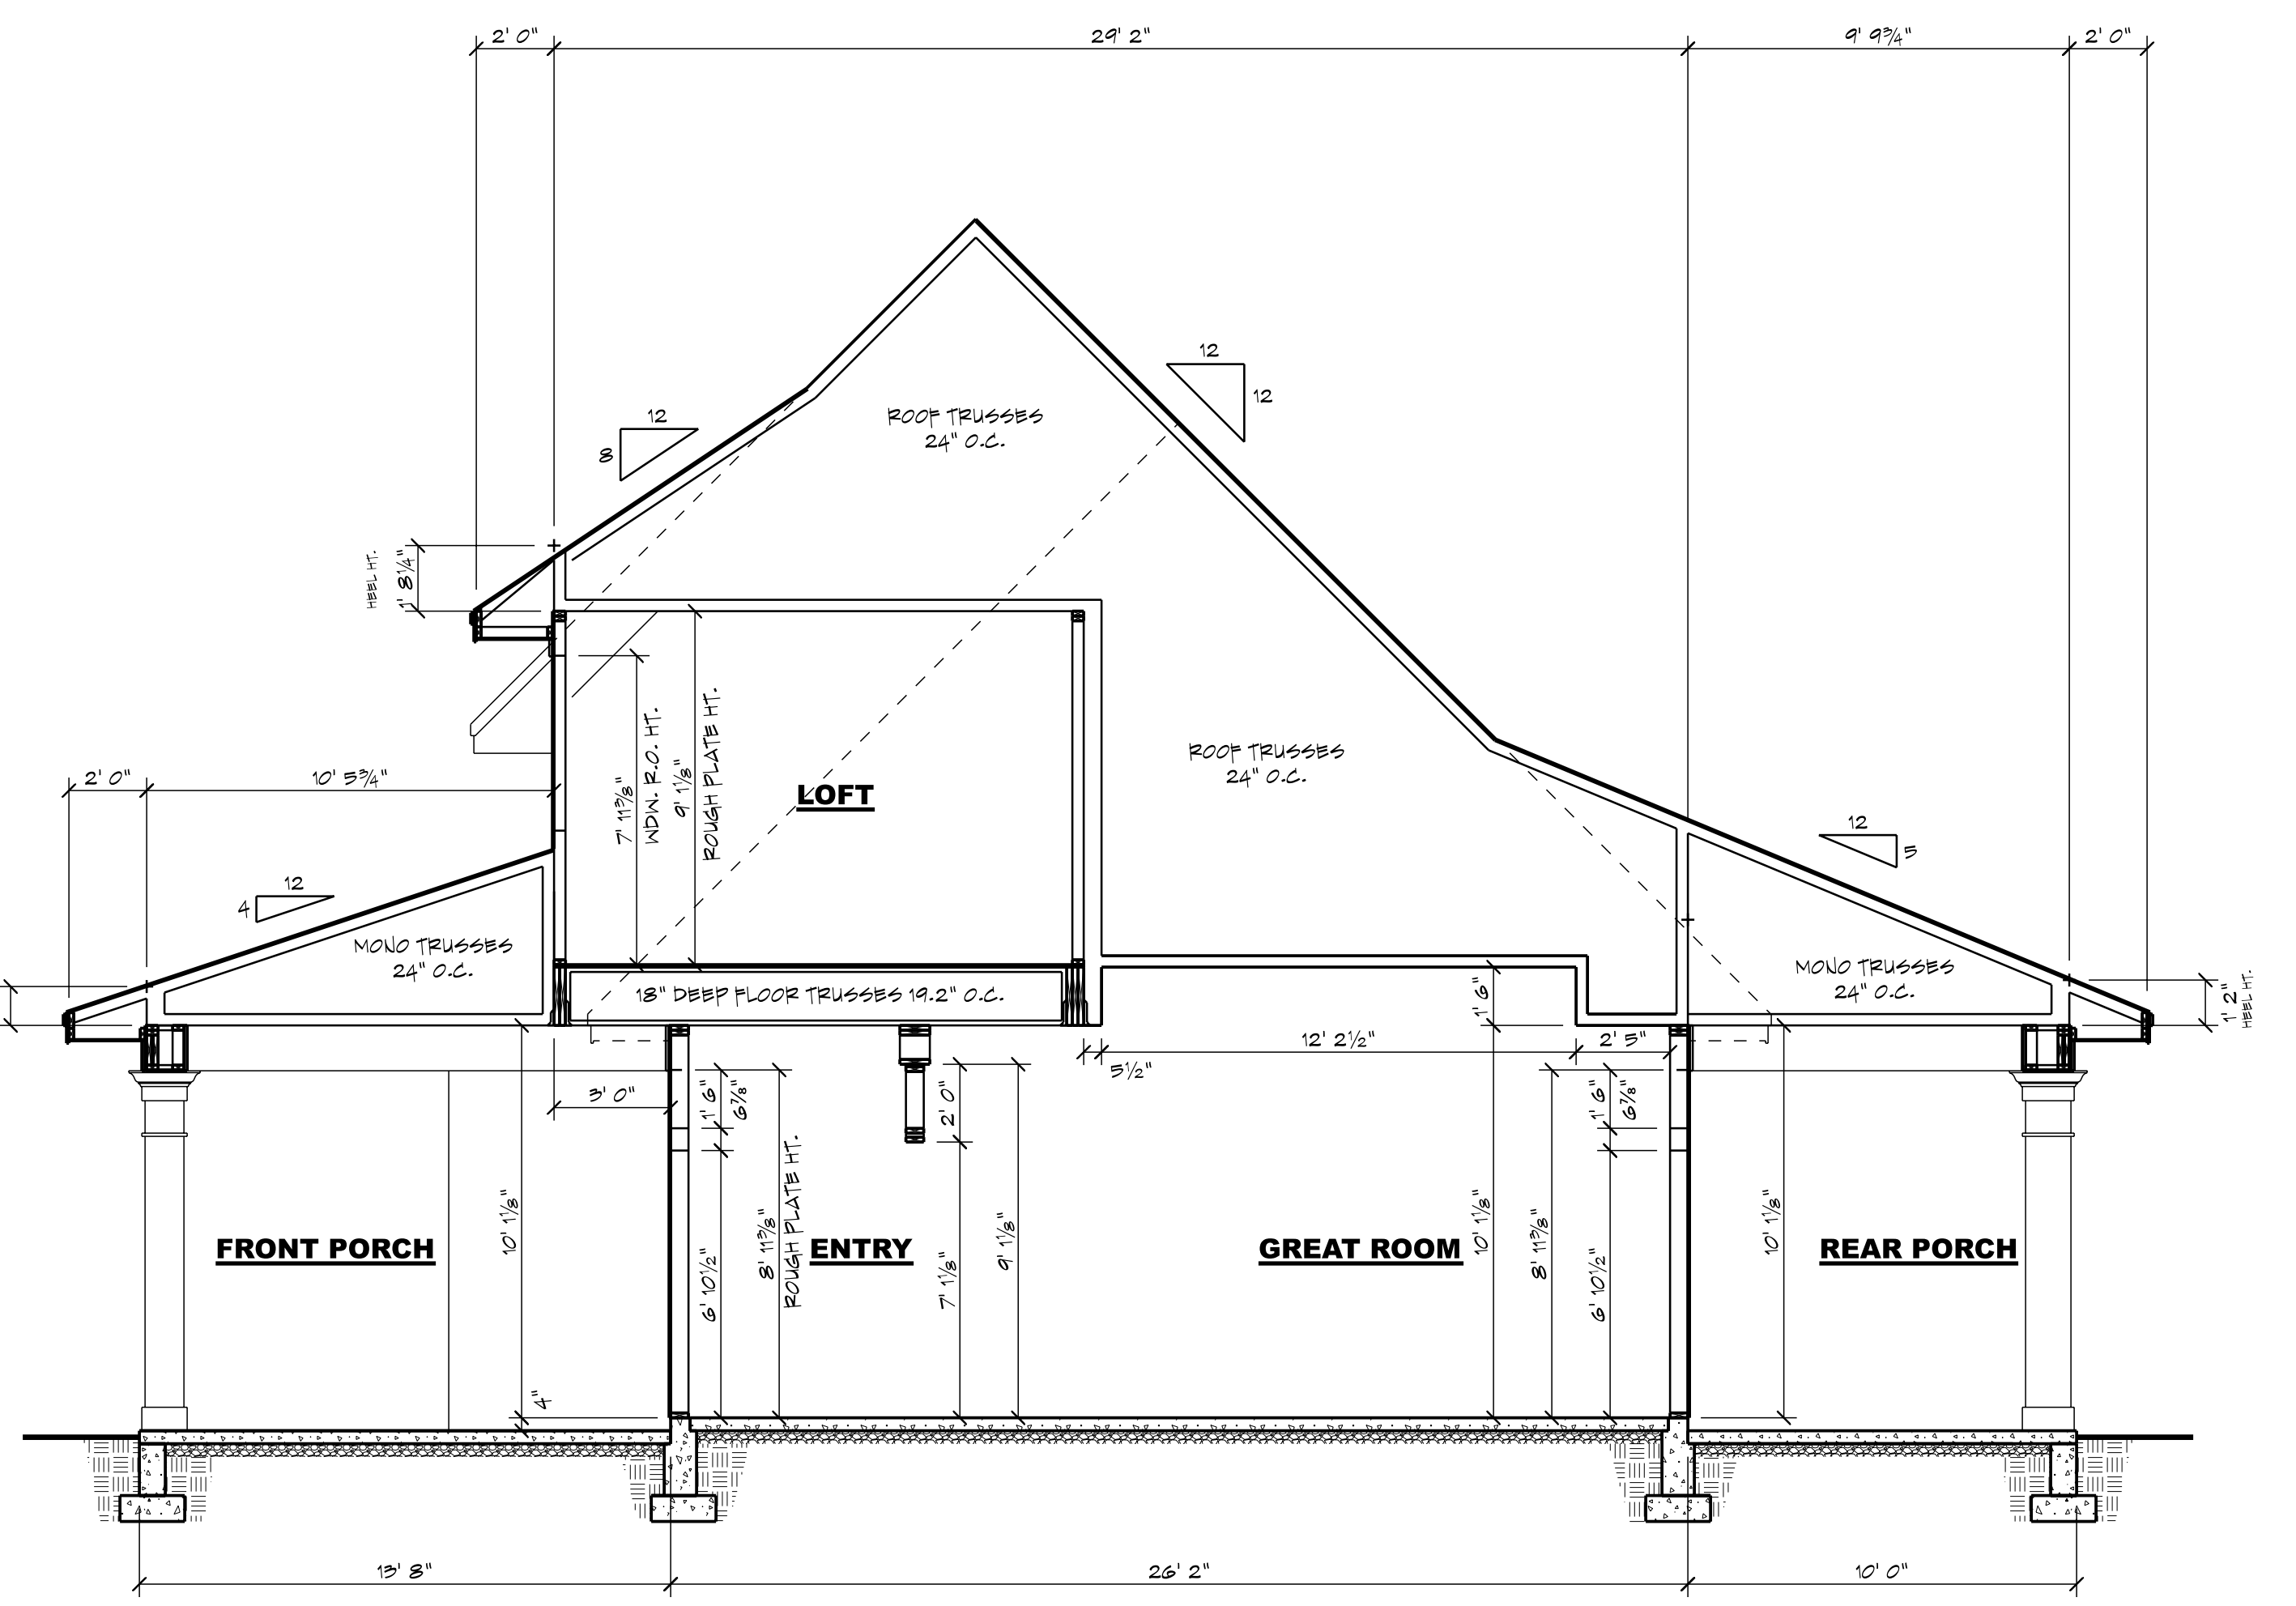 2' 0"
29' 2"
9' 9¾"
2' 0"
12
12
ROOF TRUSSES
24" O.C.
12
8
HEEL HT.
1' 8¼"
ROOF TRUSSES
24" O.C.
7' 11⅜"
WDW. R.O. HT.
9' 1⅛"
ROUGH PLATE HT.
LOFT
2' 0"
10' 5¾"
12
5
12
4
MONO TRUSSES
24" O.C.
MONO TRUSSES
24" O.C.
18" DEEP FLOOR TRUSSES 19.2" O.C.
1' 6"
1' 2"
HEEL HT.
12' 2½"
2' 5"
5½"
3' 0"
1' 6"
6⅞"
2' 0"
1' 6"
6⅞"
10' 1⅛"
6' 10½"
8' 11⅜"
ROUGH PLATE HT.
7' 1⅛"
9' 1⅛"
10' 1⅛"
8' 11⅜"
6' 10½"
10' 1⅛"
FRONT PORCH
ENTRY
GREAT ROOM
REAR PORCH
4"
13' 8"
26' 2"
10' 0"